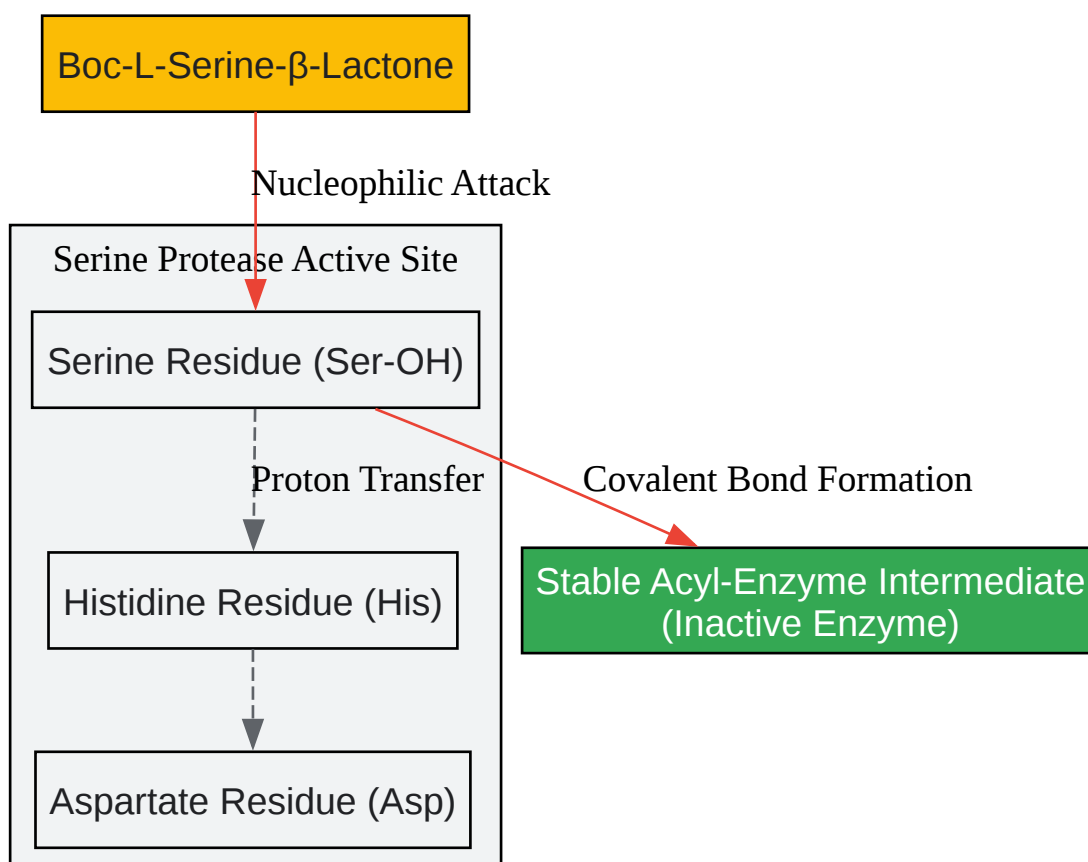 Boc-L-Serine-β-Lactone
Nucleophilic Attack
Serine Protease Active Site
Serine Residue (Ser-OH)
Proton Transfer
Covalent Bond Formation
Histidine Residue (His)
Stable Acyl-Enzyme Intermediate
(Inactive Enzyme)
Aspartate Residue (Asp)